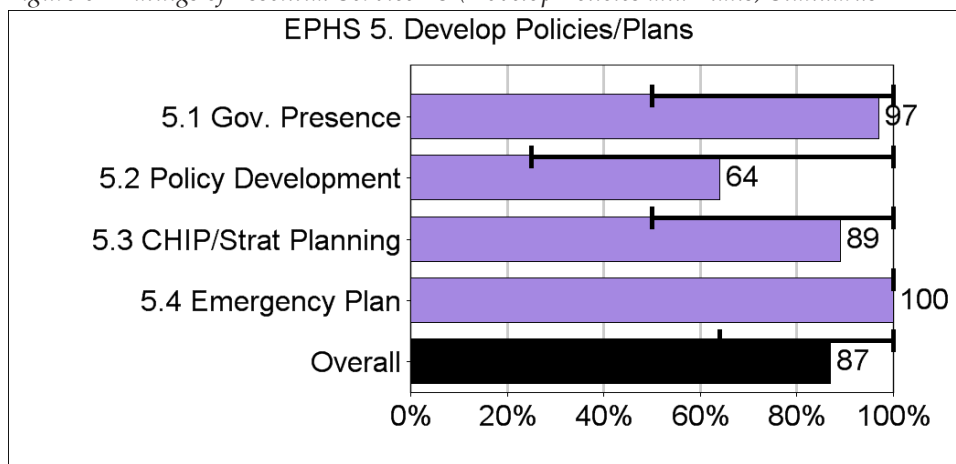 EPHS 5. Develop Policies/Plans
5.1 Gov. Presence 97
5.2 Policy Development 64
5.3 CHIP/Strat Planning 89
5.4 Emergency Plan 100
Overall 87
0% 20% 40% 60% 80% 100%